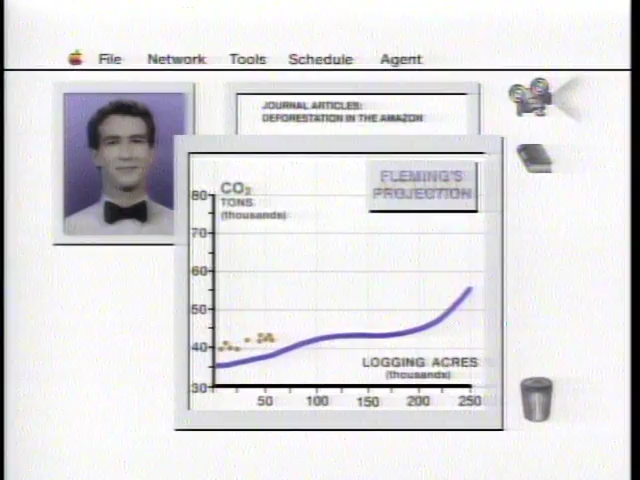 File Network Tools Schedule Agent
JOURNAL ARTICLES:
DEFORESTATION IN THE AMAZON
FLEMING'S
PROJECTION
CO2
TONS
(thousands)
80
70
60
50
40
30
LOGGING ACRES
(thousands)
50 100 150 200 250